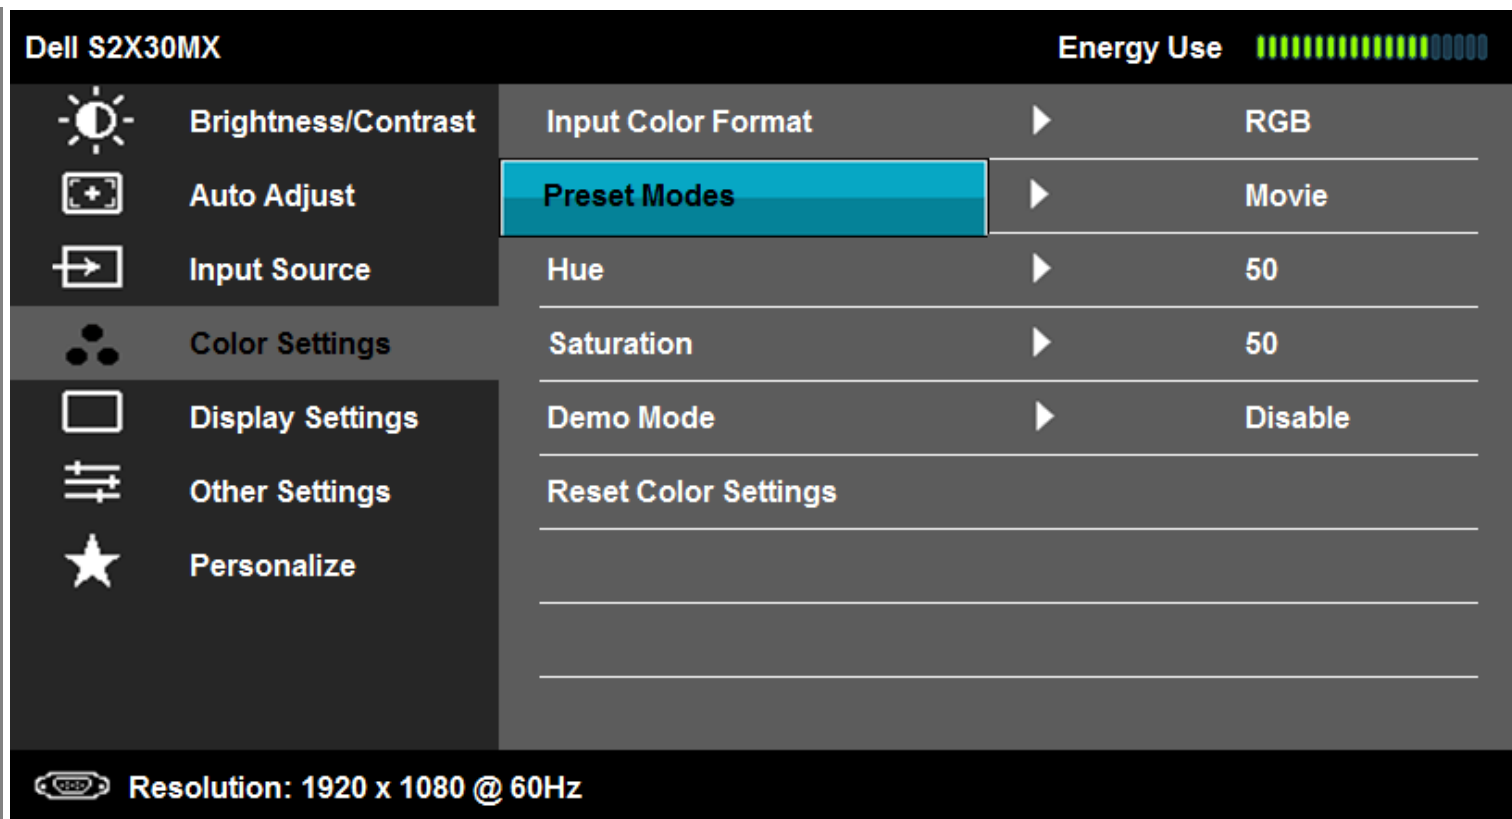 Dell S2X30MX Energy Use
Brightness/Contrast Input Color Format RGB
Auto Adjust Preset Modes Movie
Input Source Hue 50
Color Settings Saturation 50
Display Settings Demo Mode Disable
Other Settings Reset Color Settings
Personalize
Resolution: 1920 x 1080 @ 60Hz